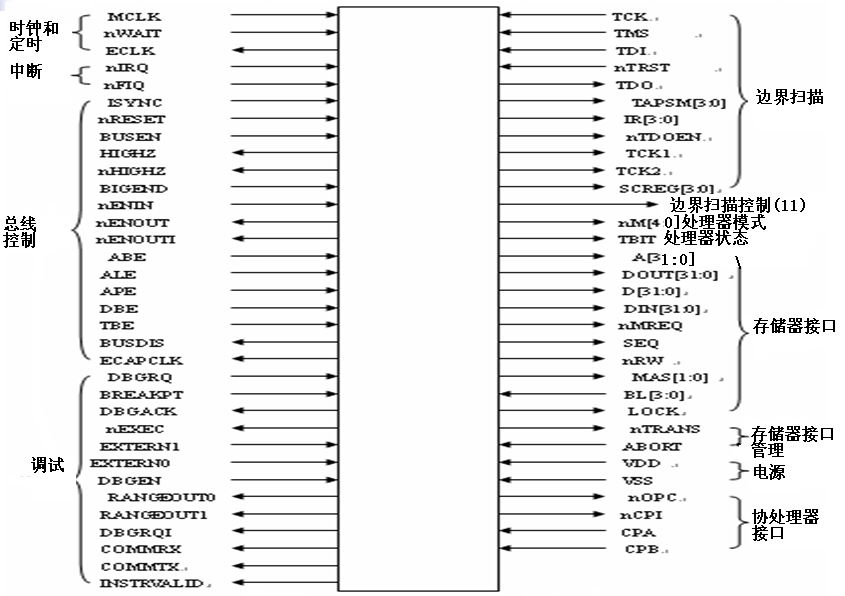 时钟和
定时
MCLK
nWAIT
ECLK
中断
nIRQ
nFIQ
总线
控制
ISYNC
nRESET
BUSEN
HIGHZ
nHIGHZ
BIGEND
nENIN
nENOUT
nENOUTI
ABE
ALE
APE
DBE
TBE
BUSDIS
ECAPCLK
调试
DBGRQ
BREAKPT
DBGACK
nEXEC
EXTERN1
EXTERN0
DBGEN
RANGEOUT0
RANGEOUT1
DBGRQI
COMMRX
COMMTX
INSTRVALID
TCK
TMS
TDI
nTRST
TDO
TAPSM[3:0]
IR[3:0]
nTDOEN
TCK1
TCK2
SCREG[3:0]
边界扫描
边界扫描控制(11)
nM[4 0]处理器模式
TBIT 处理器状态
A[31:0]
DOUT[31:0]
D[31:0]
DIN[31:0]
nMREQ
SEQ
nRW
MAS[1:0]
BL[3:0]
LOCK
存储器接口
nTRANS
ABORT
存储器接口
管理
VDD
VSS
电源
nOPC
nCPI
CPA
CPB
协处理器
接口